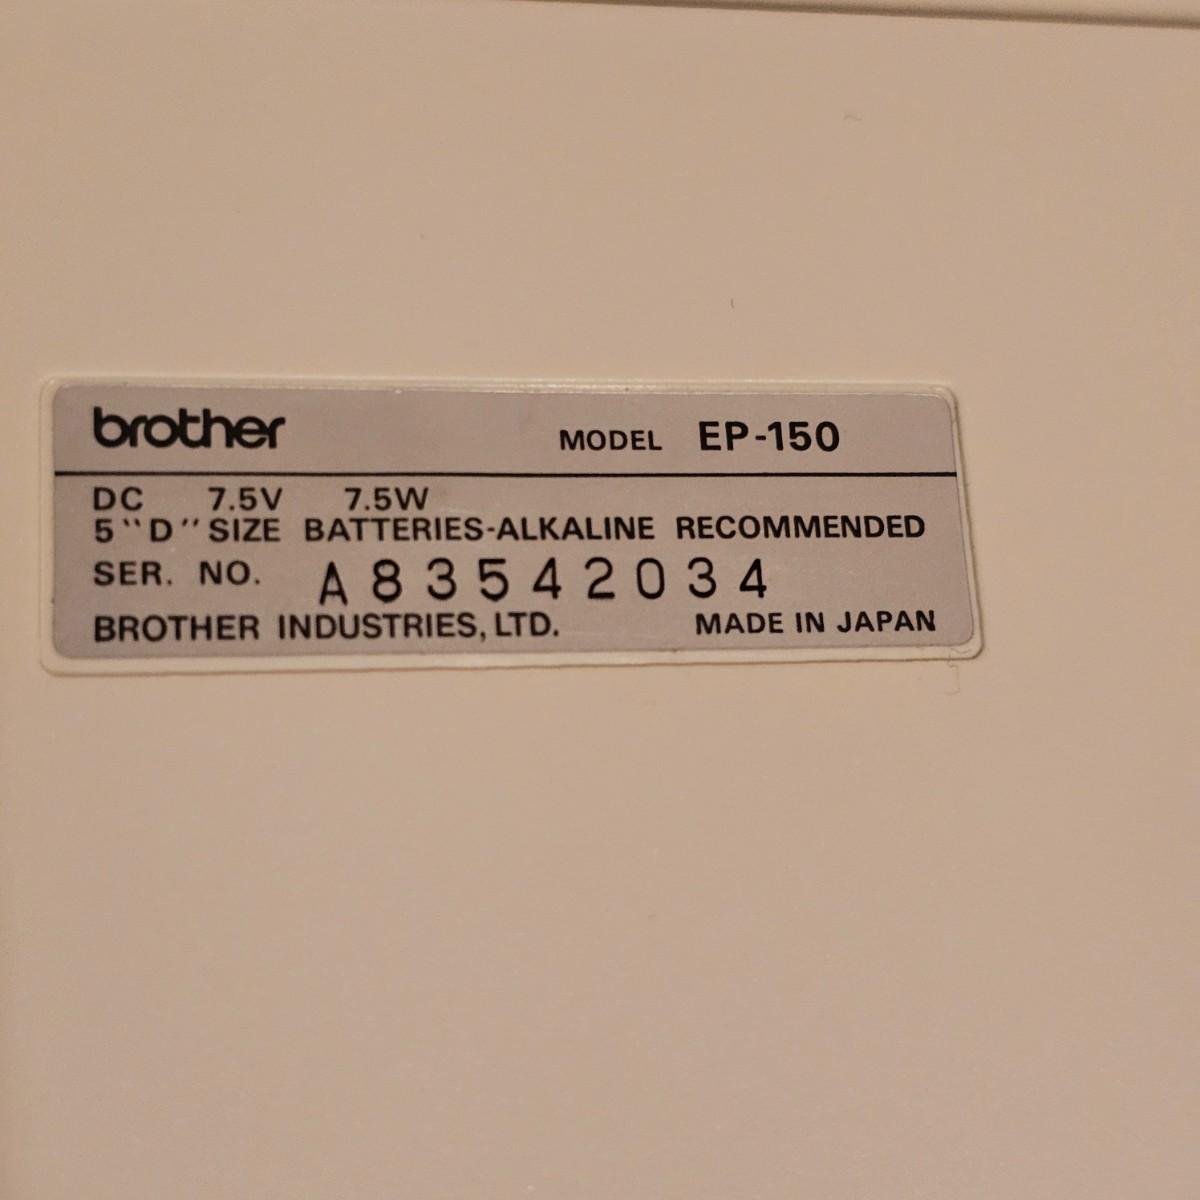 brother MODEL EP-150
DC 7.5V 7.5W
5 "D" SIZE BATTERIES-ALKALINE RECOMMENDED
SER. NO. A83542034
BROTHER INDUSTRIES, LTD. MADE IN JAPAN